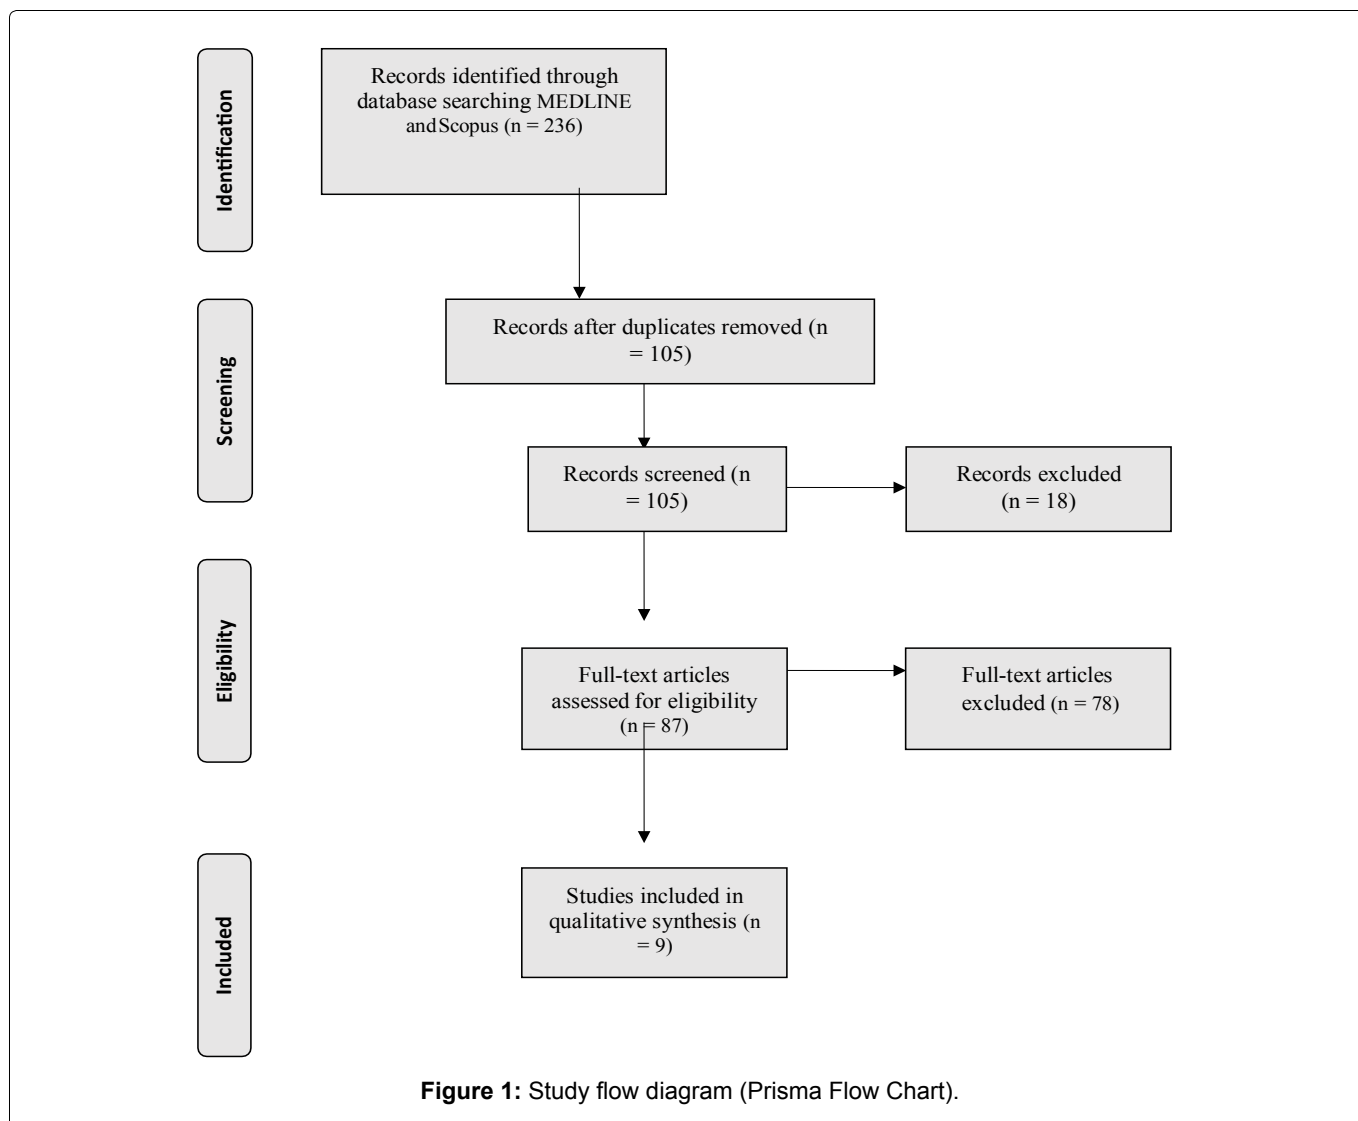 Identification
Records identified through
database searching MEDLINE
and Scopus (n = 236)
Screening
Records after duplicates removed (n
= 105)
Records screened (n
= 105)
Records excluded
(n = 18)
Eligibility
Full-text articles
assessed for eligibility
(n = 87)
Full-text articles
excluded (n = 78)
Included
Studies included in
qualitative synthesis (n
= 9)
Figure 1: Study flow diagram (Prisma Flow Chart).